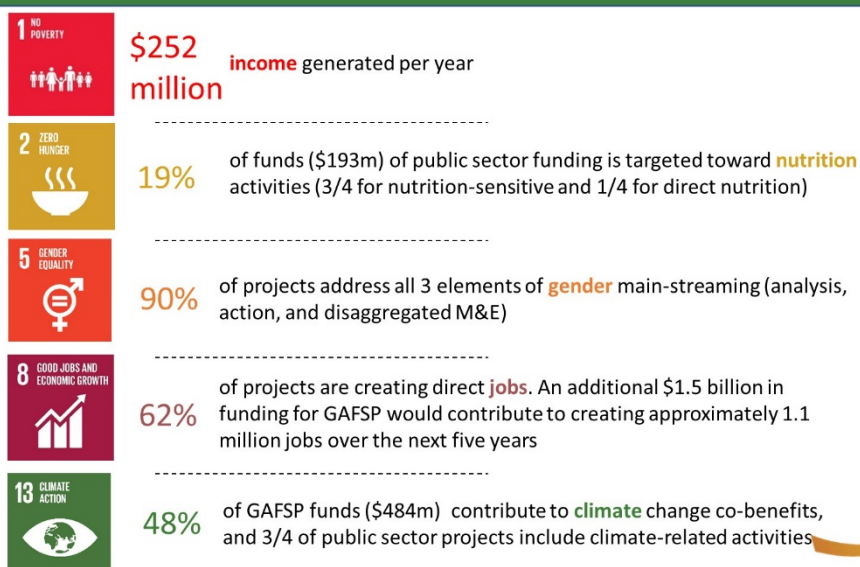 1 NO
POVERTY
$252
million
income generated per year
2 ZERO
HUNGER
19%
of funds ($193m) of public sector funding is targeted toward nutrition
activities (3/4 for nutrition-sensitive and 1/4 for direct nutrition)
5 GENDER
EQUALITY
90%
of projects address all 3 elements of gender main-streaming (analysis,
action, and disaggregated M&E)
8 GOOD JOBS AND
ECONOMIC GROWTH
62%
of projects are creating direct jobs. An additional $1.5 billion in
funding for GAFSP would contribute to creating approximately 1.1
million jobs over the next five years
13 CLIMATE
ACTION
48%
of GAFSP funds ($484m) contribute to climate change co-benefits,
and 3/4 of public sector projects include climate-related activities